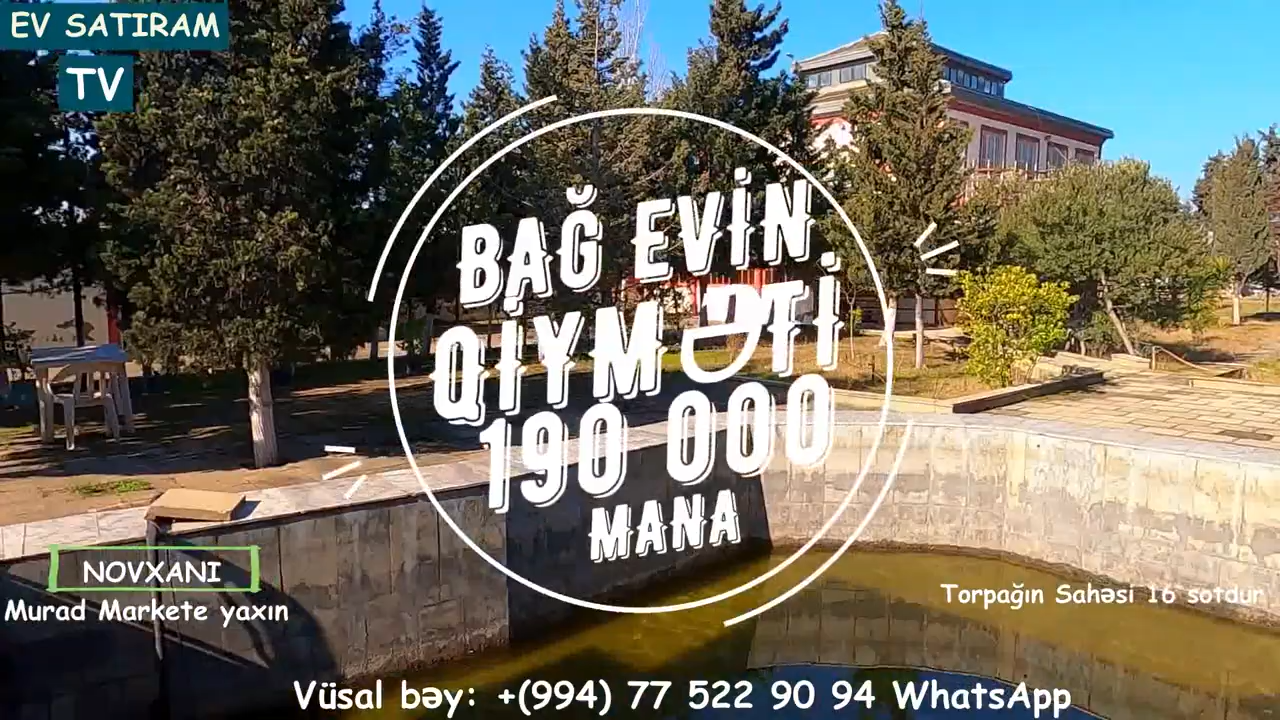 EV SATIRAM
TV
BAĞ EVİN
QİYMƏTİ
190 000
MANA
NOVXANI
Murad Markete yaxın
Torpağın Sahəsi 16 sotdur
Vüsal bəy: +(994) 77 522 90 94 WhatsApp